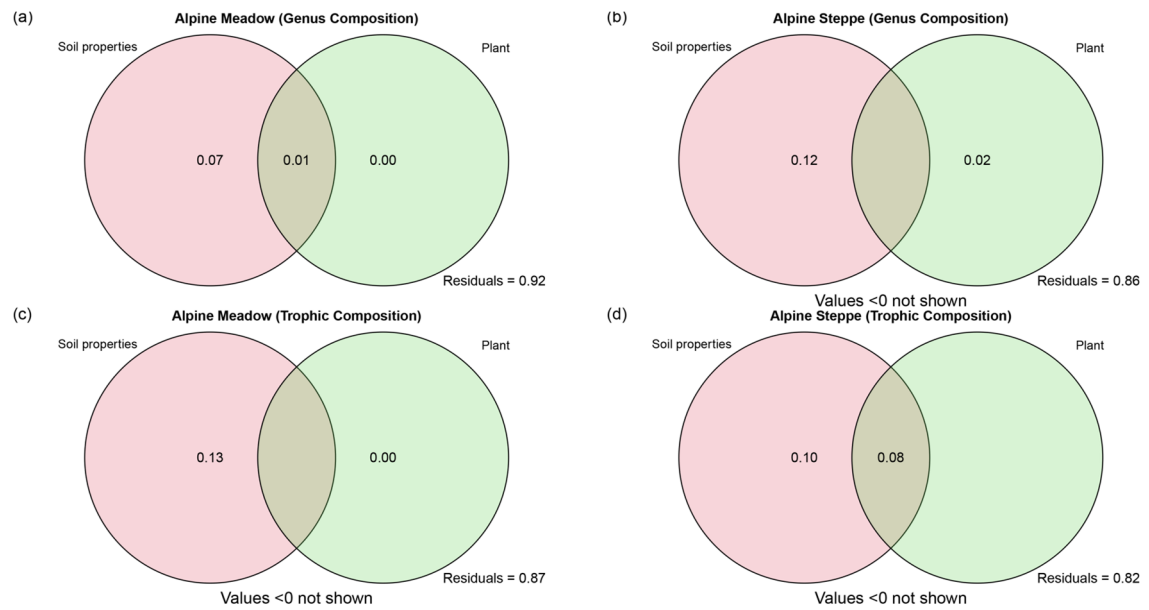 (a)
Alpine Meadow (Genus Composition)
Soil properties
Plant
0.07
0.01
0.00
Residuals = 0.92
(b)
Alpine Steppe (Genus Composition)
Soil properties
Plant
0.12
0.02
Residuals = 0.86
Values <0 not shown
(c)
Alpine Meadow (Trophic Composition)
Soil properties
Plant
0.13
0.00
Residuals = 0.87
Values <0 not shown
(d)
Alpine Steppe (Trophic Composition)
Soil properties
Plant
0.10
0.08
Residuals = 0.82
Values <0 not shown